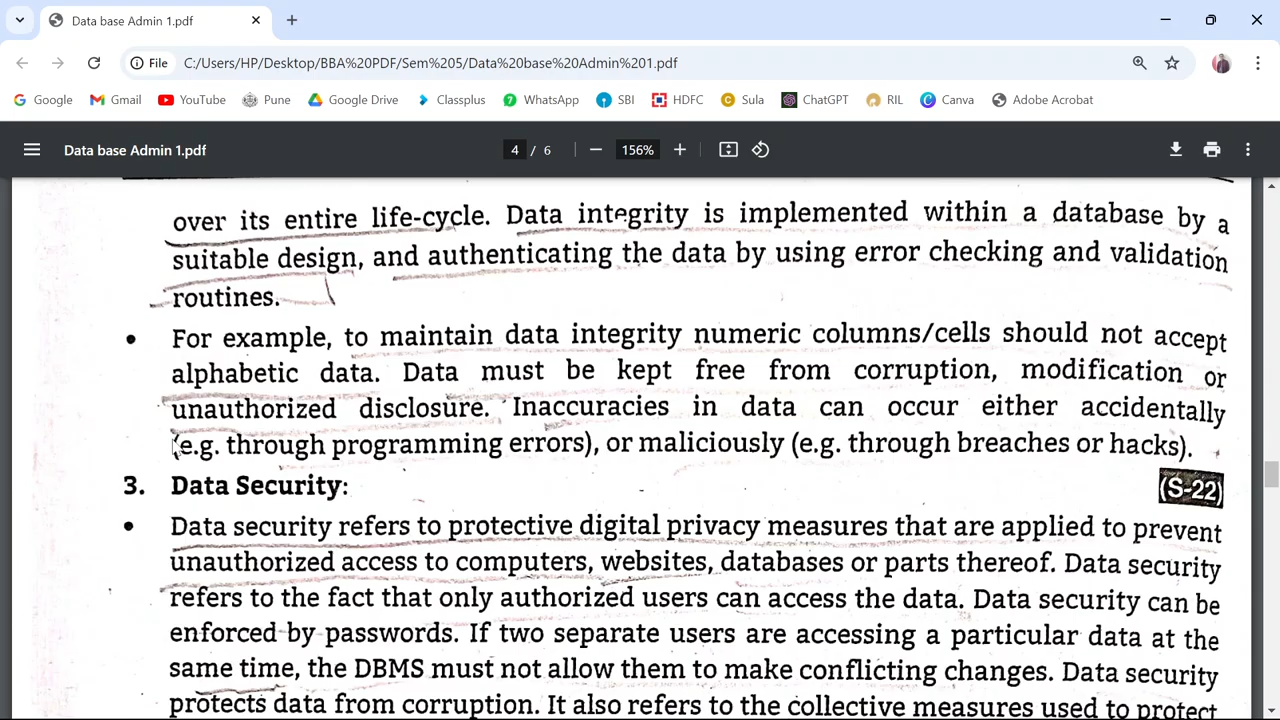 Data base Admin 1.pdf
File C:/Users/HP/Desktop/BBA%20PDF/Sem%205/Data%20base%20Admin%201.pdf
Google Gmail YouTube Pune Google Drive Classplus WhatsApp SBI HDFC Sula ChatGPT RIL Canva Adobe Acrobat
Data base Admin 1.pdf 4 / 6 156%
over its entire life-cycle. Data integrity is implemented within a database by a
suitable design, and authenticating the data by using error checking and validation
routines.
• For example, to maintain data integrity numeric columns/cells should not accept
alphabetic data. Data must be kept free from corruption, modification or
unauthorized disclosure. Inaccuracies in data can occur either accidentally
(e.g. through programming errors), or maliciously (e.g. through breaches or hacks).
3. Data Security: (S-22)
• Data security refers to protective digital privacy measures that are applied to prevent
unauthorized access to computers, websites, databases or parts thereof. Data security
refers to the fact that only authorized users can access the data. Data security can be
enforced by passwords. If two separate users are accessing a particular data at the
same time, the DBMS must not allow them to make conflicting changes. Data security
protects data from corruption. It also refers to the collective measures used to protect